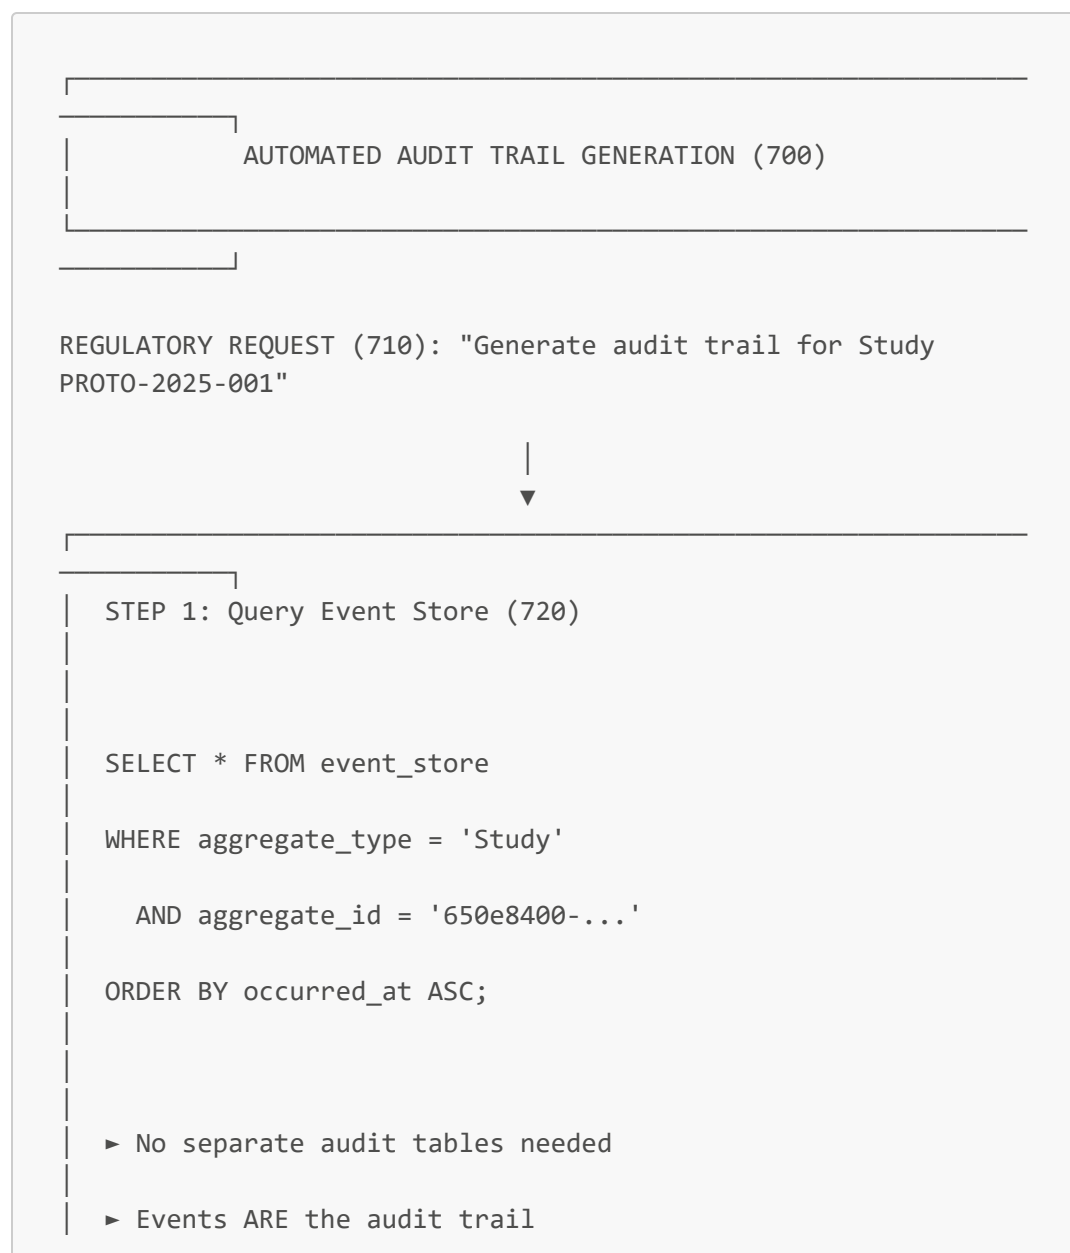 AUTOMATED AUDIT TRAIL GENERATION (700)
REGULATORY REQUEST (710): "Generate audit trail for Study
PROTO-2025-001"
▼
STEP 1: Query Event Store (720)
SELECT * FROM event_store
WHERE aggregate_type = 'Study'
AND aggregate_id = '650e8400-...'
ORDER BY occurred_at ASC;
► No separate audit tables needed
► Events ARE the audit trail